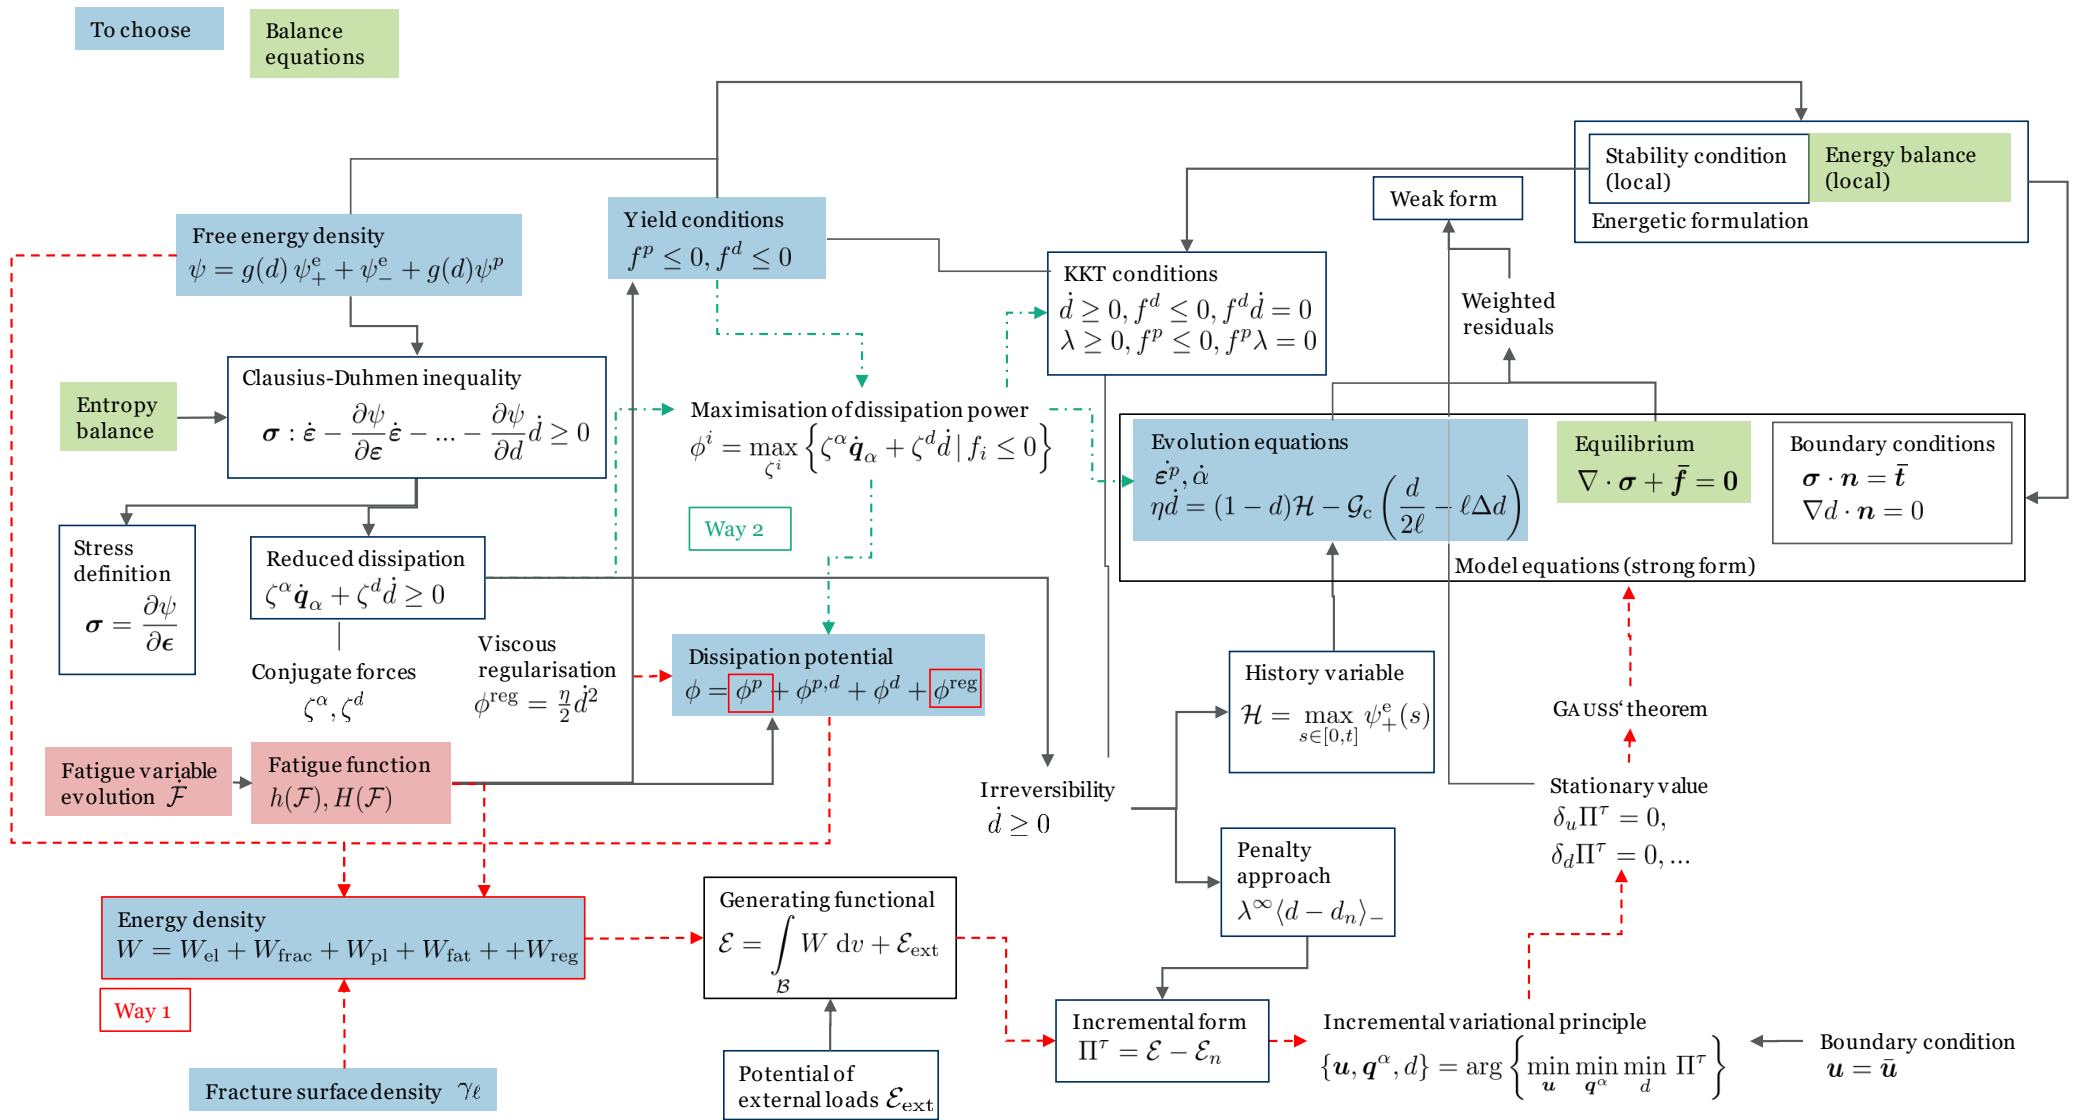 To choose
Balance
equations
Stability condition
(local)
Energy balance
(local)
Energetic formulation
Weak form
Yield conditions
f^p ≤ 0, f^d ≤ 0
Free energy density
ψ = g(d) ψ_+^e + ψ_-^e + g(d)ψ^p
KKT conditions
ḋ ≥ 0, f^d ≤ 0, f^d ḋ = 0
λ ≥ 0, f^p ≤ 0, f^p λ = 0
Weighted
residuals
Clausius-Duhmen inequality
σ : ε̇ − ∂ψ/∂ε ε̇ − ... − ∂ψ/∂d ḋ ≥ 0
Entropy
balance
Maximisation of dissipation power
ϕ^i = max_{ζ^i} {ζ^α q̇_α + ζ^d ḋ | f_i ≤ 0}
Evolution equations
ε̇^p, α̇
ηḋ = (1 − d)ℋ − 𝒢_c (d/2ℓ − ℓΔd)
Equilibrium
∇ · σ + f̄ = 0
Boundary conditions
σ · n = t̄
∇d · n = 0
Model equations (strong form)
Way 2
Stress
definition
σ = ∂ψ/∂ϵ
Reduced dissipation
ζ^α q̇_α + ζ^d ḋ ≥ 0
Conjugate forces
ζ^α, ζ^d
Viscous
regularisation
ϕ^reg = η/2 ḋ^2
Dissipation potential
ϕ = ϕ^p + ϕ^{p,d} + ϕ^d + ϕ^reg
History variable
ℋ = max_{s∈[0,t]} ψ_+^e(s)
GAUSS‘ theorem
Fatigue variable
evolution ℱ̇
Fatigue function
h(ℱ), H(ℱ)
Irreversibility
ḋ ≥ 0
Stationary value
δ_u Π^τ = 0,
δ_d Π^τ = 0, ...
Penalty
approach
λ^∞⟨d − d_n⟩_−
Energy density
W = W_el + W_frac + W_pl + W_fat + +W_reg
Generating functional
ℰ = ∫_ℬ W dv + ℰ_ext
Way 1
Incremental form
Π^τ = ℰ − ℰ_n
Incremental variational principle
{u, q^α, d} = arg {min_u min_{q^α} min_d Π^τ}
Boundary condition
u = ū
Fracture surface density γ_ℓ
Potential of
external loads ℰ_ext